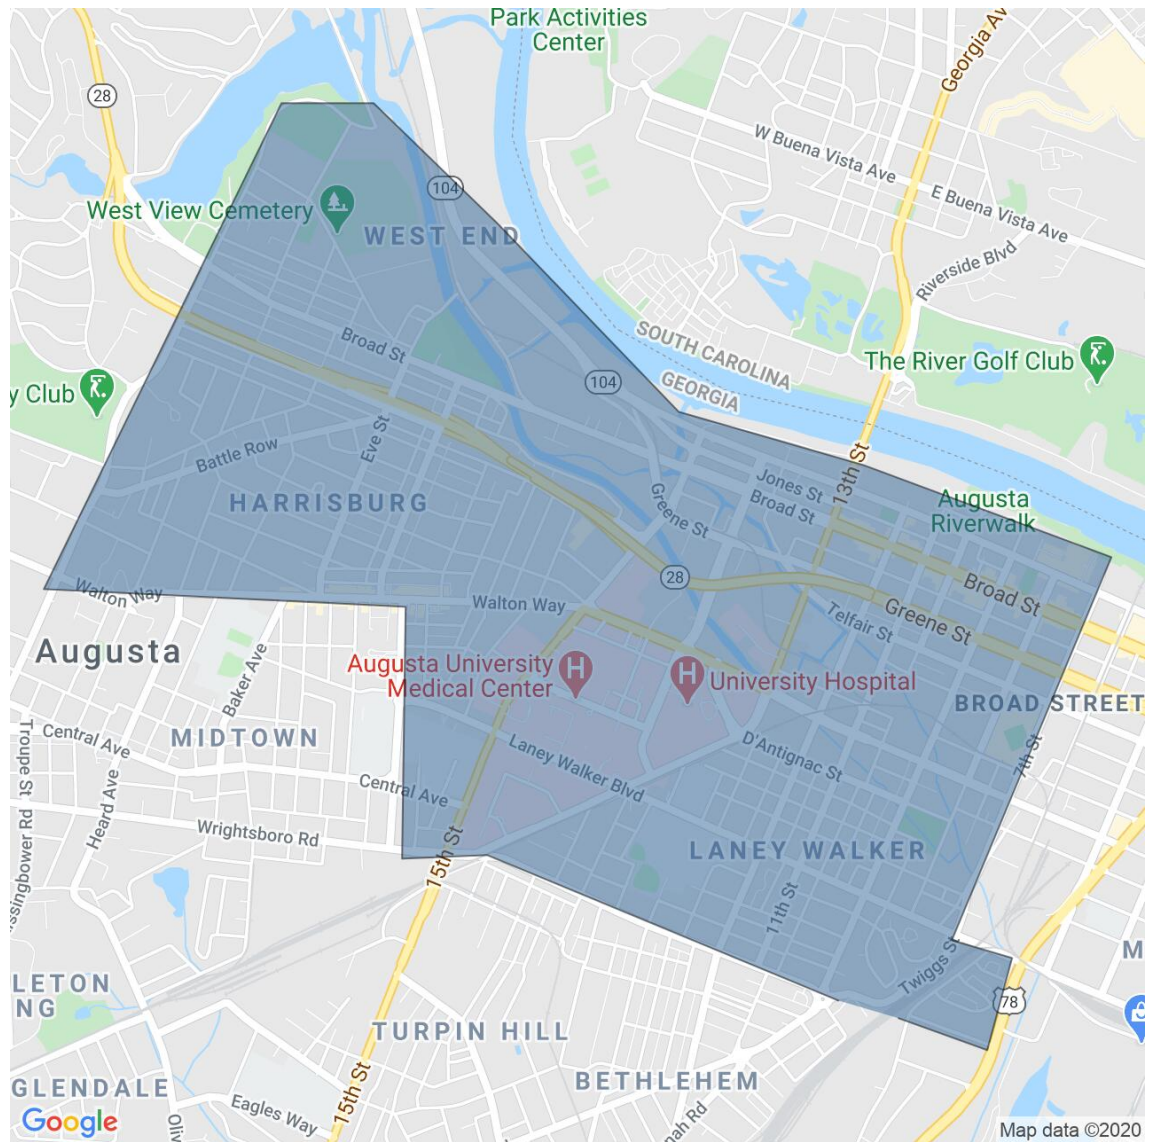 Park Activities
Center
Georgia Av
28
W Buena Vista Ave
E Buena Vista Ave
104
West View Cemetery
WEST END
Riverside Blvd
SOUTH CAROLINA
GEORGIA
Broad St
The River Golf Club
104
y Club
Eve St
Battle Row
13th St
Jones St
Broad St
HARRISBURG
Greene St
Augusta
Riverwalk
28
Walton Way
Walton Way
Broad St
Telfair St
Greene St
Augusta
Augusta University
Medical Center
H
H
University Hospital
Baker Ave
BROAD STREET
MIDTOWN
Troupe St
Central Ave
Laney Walker Blvd
D'Antignac St
7th St
Central Ave
Heard Ave
Wrightsboro Rd
15th St
LANEY WALKER
ssingbower Rd
11th St
M
LETON
NG
Twiggs St
78
TURPIN HILL
15th St
BETHLEHEM
GLENDALE
Eagles Way
Oliv
nah Rd
Google
Map data ©2020